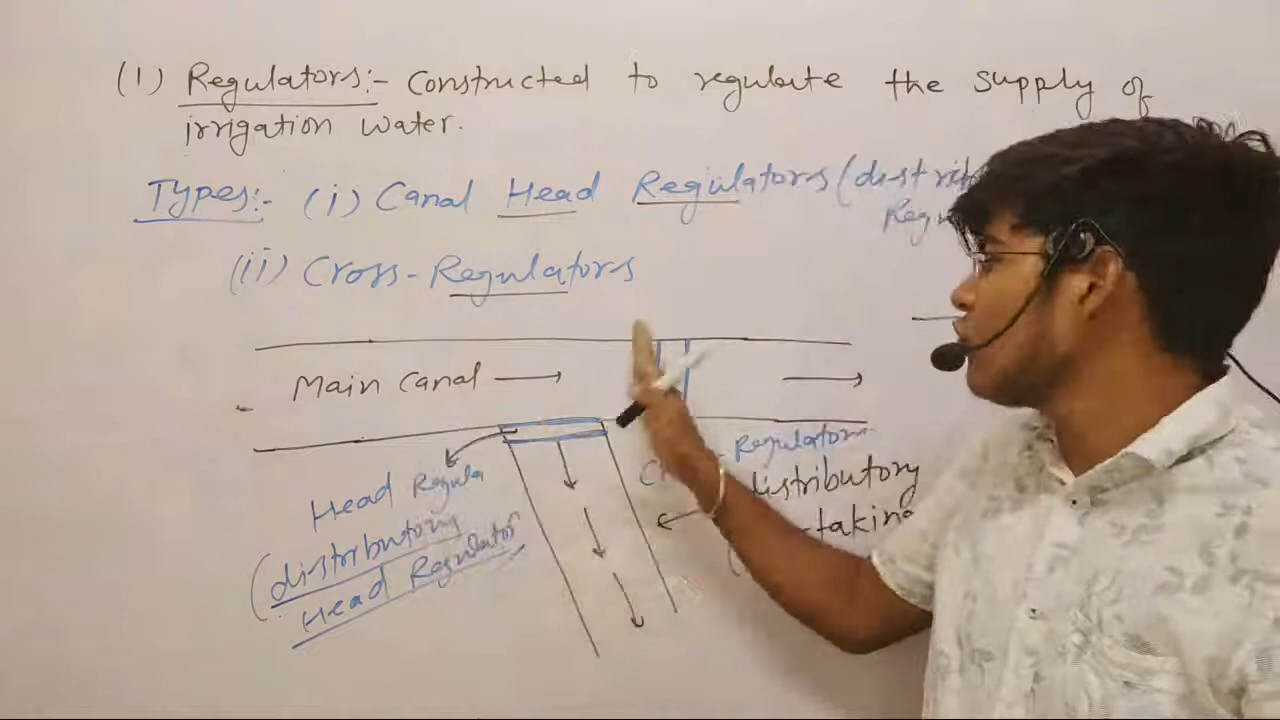 (1) Regulators:- Constructed to regulate the supply of
irrigation water.
Types:- (i) Canal Head Regulators (distrib
Regu
(ii) Cross-Regulators
Main Canal
Regulator
Head Regula
distributory
taking
(distributory
Head Regulator